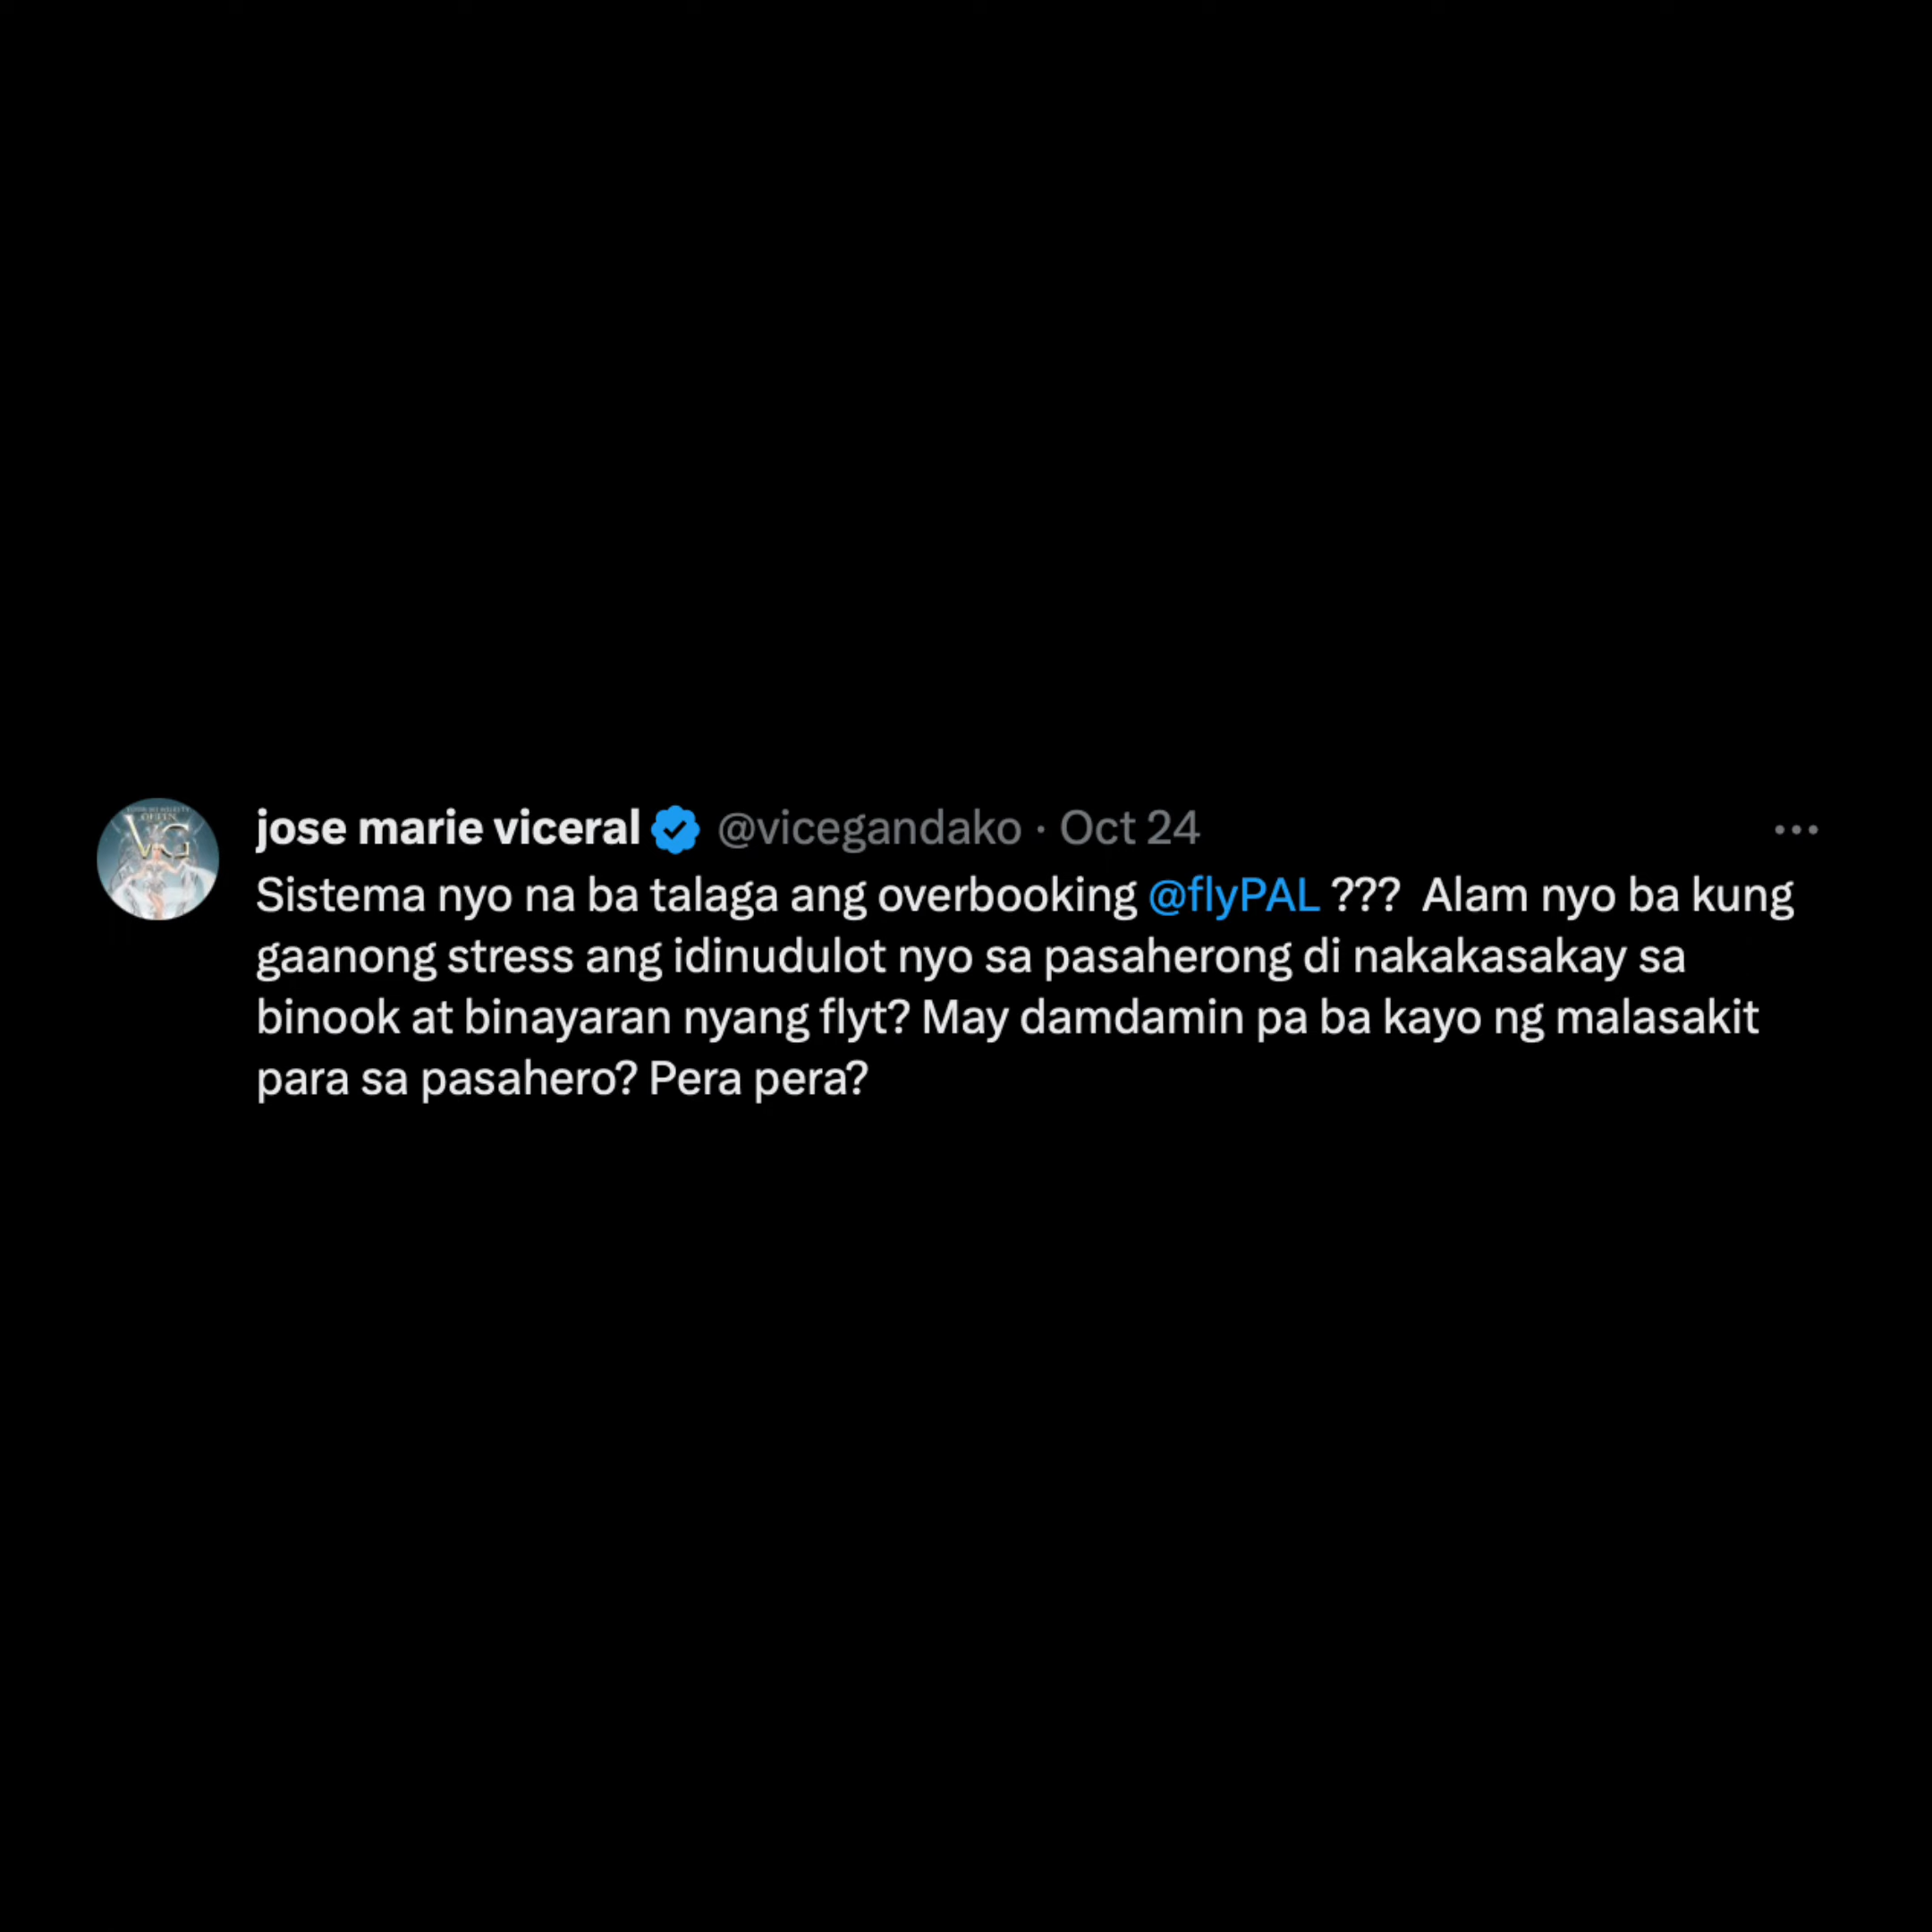 jose marie viceral @vicegandako · Oct 24
Sistema nyo na ba talaga ang overbooking @flyPAL ??? Alam nyo ba kung
gaanong stress ang idinudulot nyo sa pasaherong di nakakasakay sa
binook at binayaran nyang flyt? May damdamin pa ba kayo ng malasakit
para sa pasahero? Pera pera?
VG